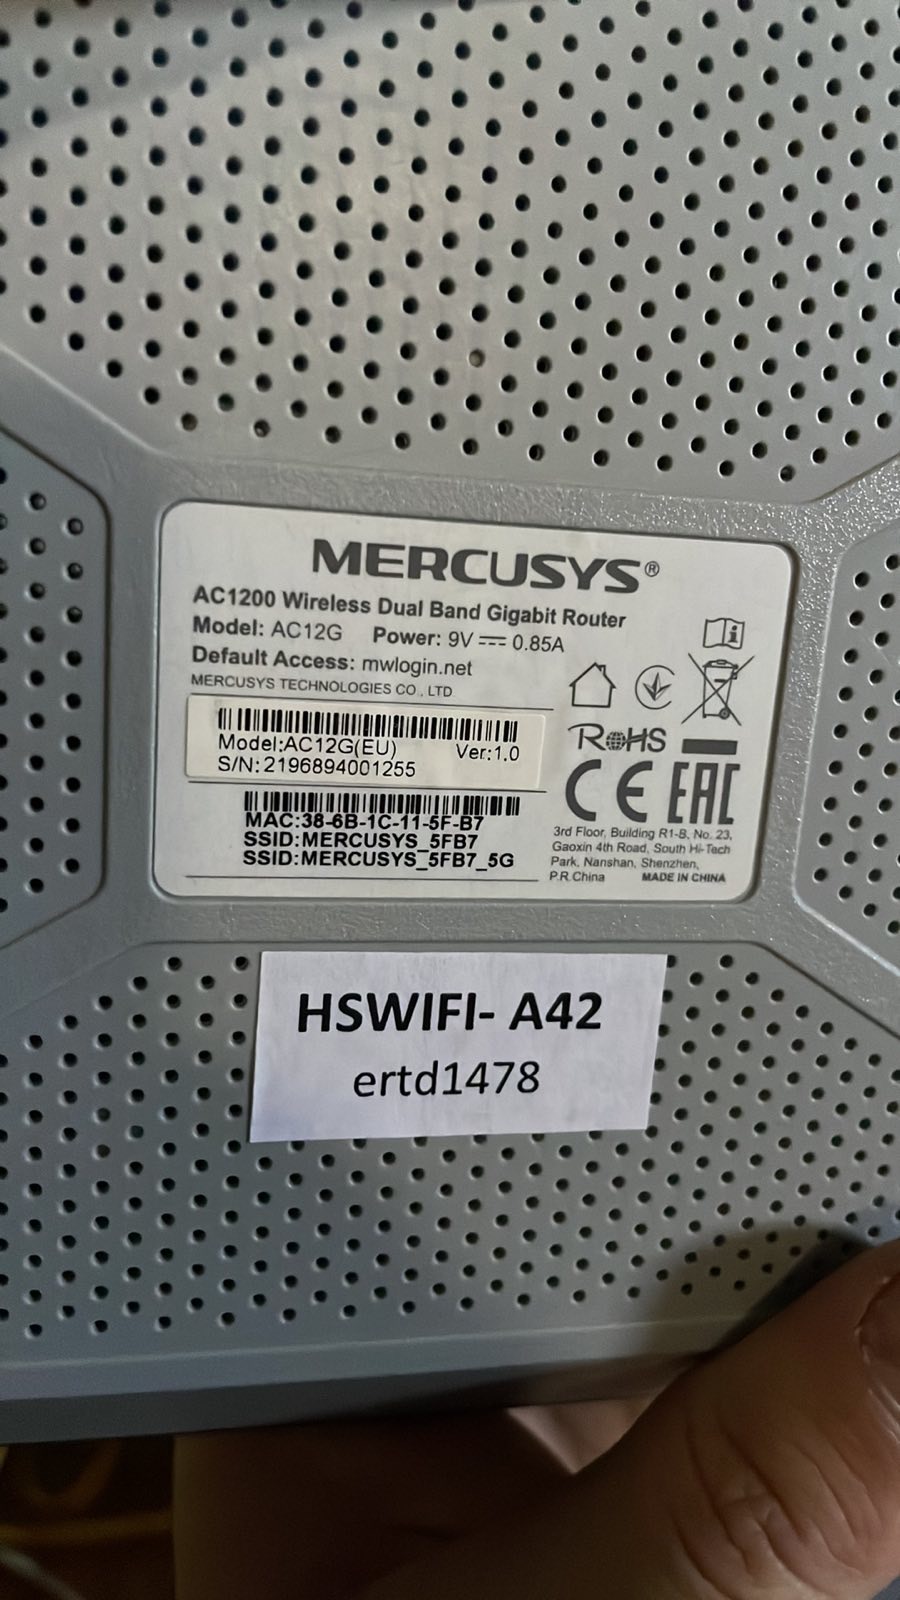 MERCUSYS®
AC1200 Wireless Dual Band Gigabit Router
Model: AC12G Power: 9V ⎓ 0.85A
Default Access: mwlogin.net
MERCUSYS TECHNOLOGIES CO., LTD.
Model:AC12G(EU) Ver:1.0
S/N:2196894001255
MAC:38-6B-1C-11-5F-B7
SSID:MERCUSYS_5FB7
SSID:MERCUSYS_5FB7_5G
RoHS
CE EAC
3rd Floor, Building R1-B, No. 23,
Gaoxin 4th Road, South Hi-Tech
Park, Nanshan, Shenzhen,
P.R.China MADE IN CHINA
HSWIFI- A42
ertd1478